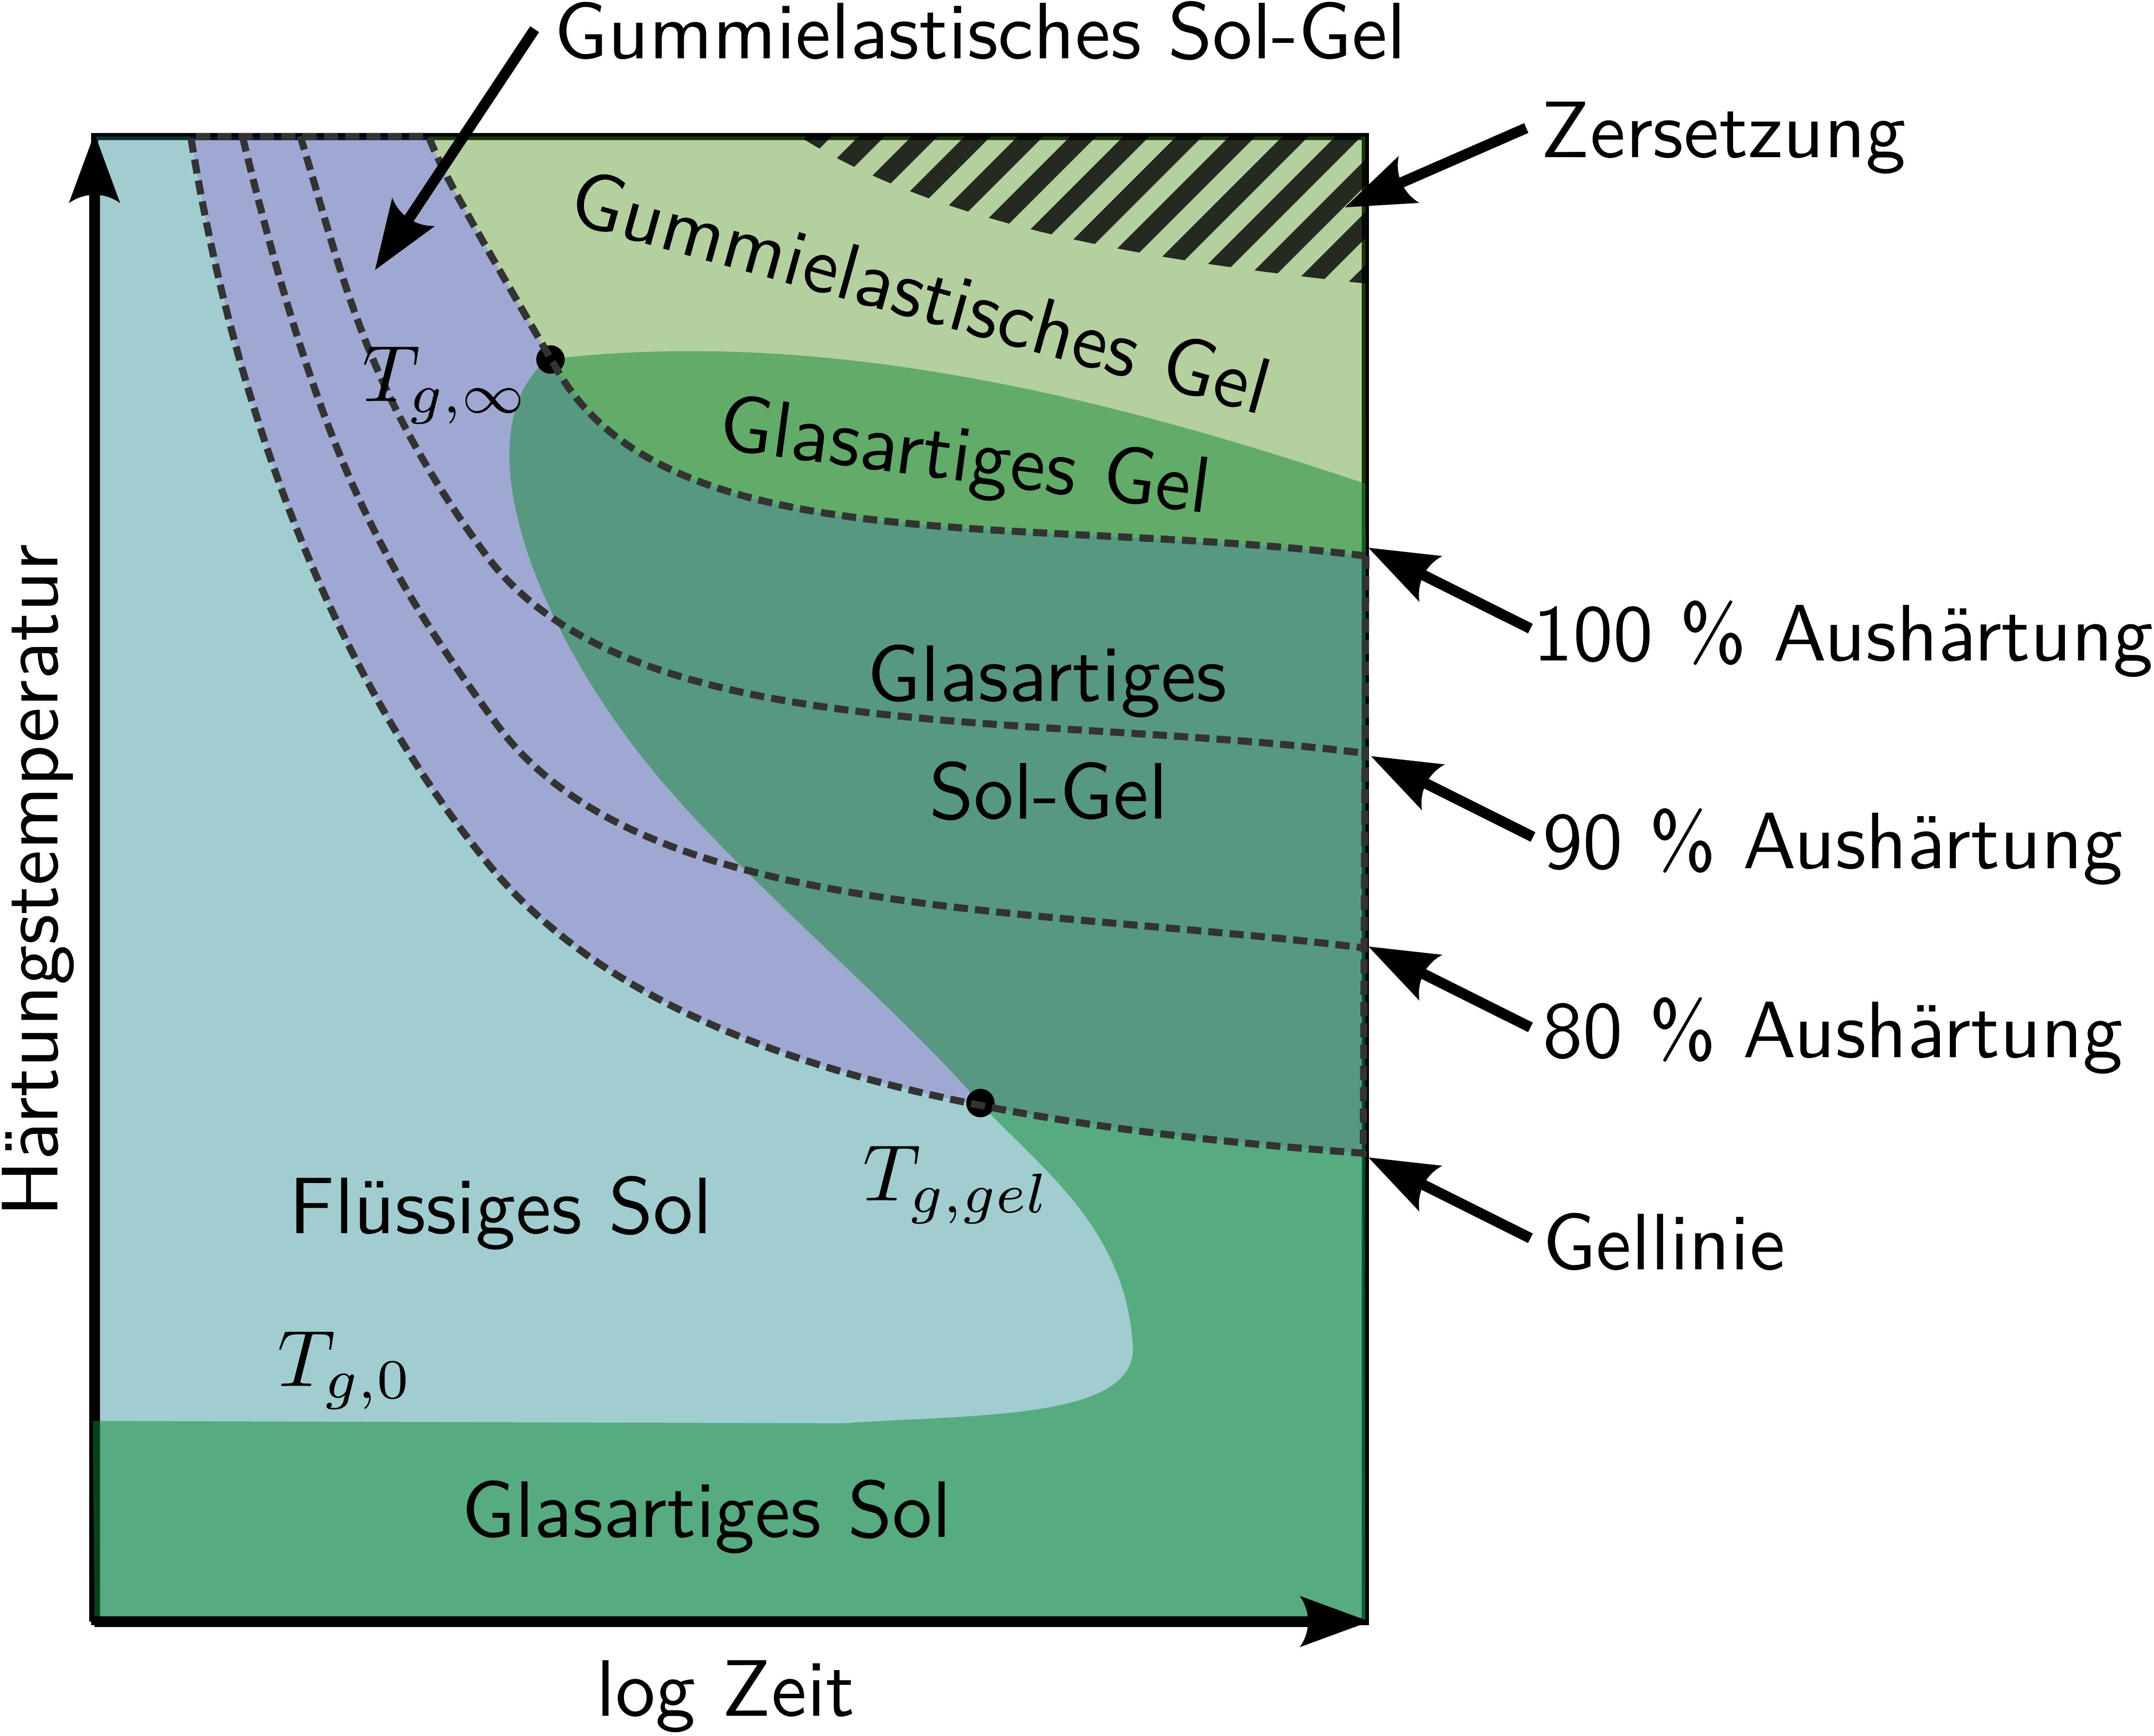 Gummielastisches Sol-Gel
Zersetzung
Gummielastisches Gel
T_{g,∞}
Glasartiges Gel
100 % Aushärtung
Glasartiges
Sol-Gel
90 % Aushärtung
80 % Aushärtung
Härtungstemperatur
T_{g,gel}
Flüssiges Sol
Gellinie
T_{g,0}
Glasartiges Sol
log Zeit